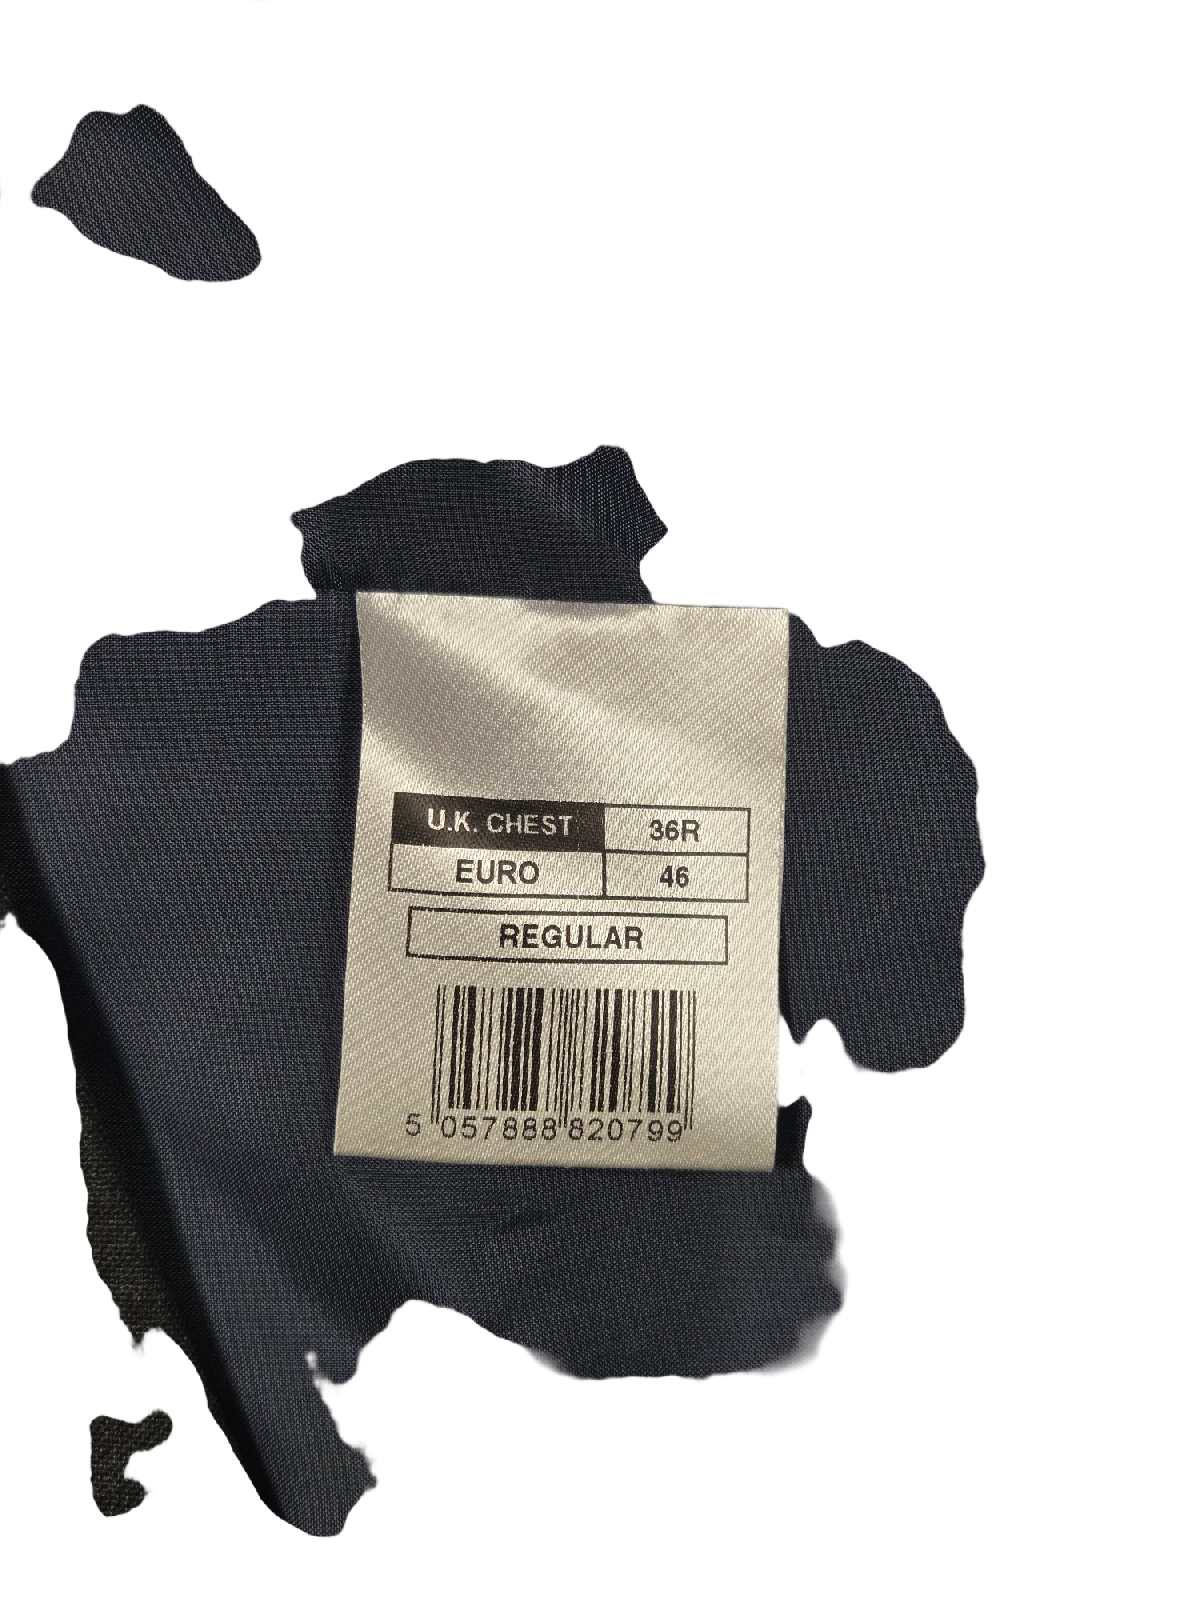 U.K. CHEST 36R
EURO 46
REGULAR
5 057888 820799